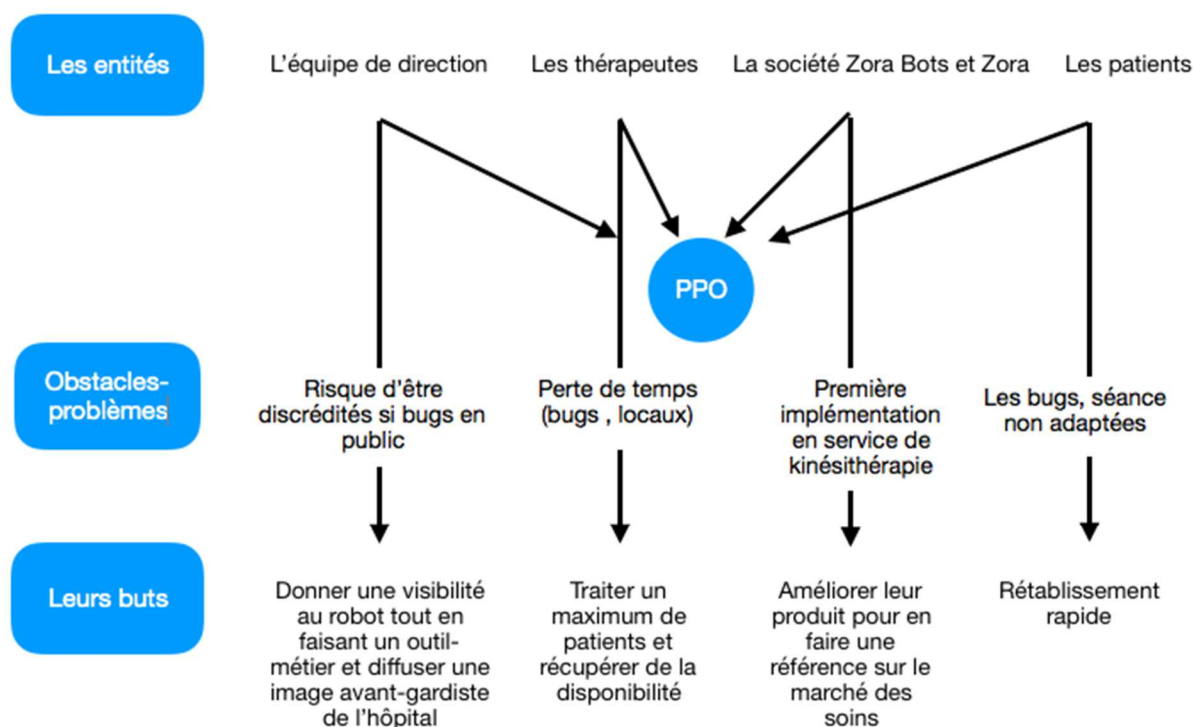 Les entités
L'équipe de direction
Les thérapeutes
La société Zora Bots et Zora
Les patients
PPO
Obstacles-
problèmes
Risque d'être
discrédités si bugs en
public
Perte de temps
(bugs , locaux)
Première
implémentation
en service de
kinésithérapie
Les bugs, séance
non adaptées
Leurs buts
Donner une visibilité
au robot tout en
faisant un outil-
métier et diffuser une
image avant-gardiste
de l'hôpital
Traiter un
maximum de
patients et
récupérer de la
disponibilité
Améliorer leur
produit pour en
faire une
référence sur le
marché des
soins
Rétablissement
rapide